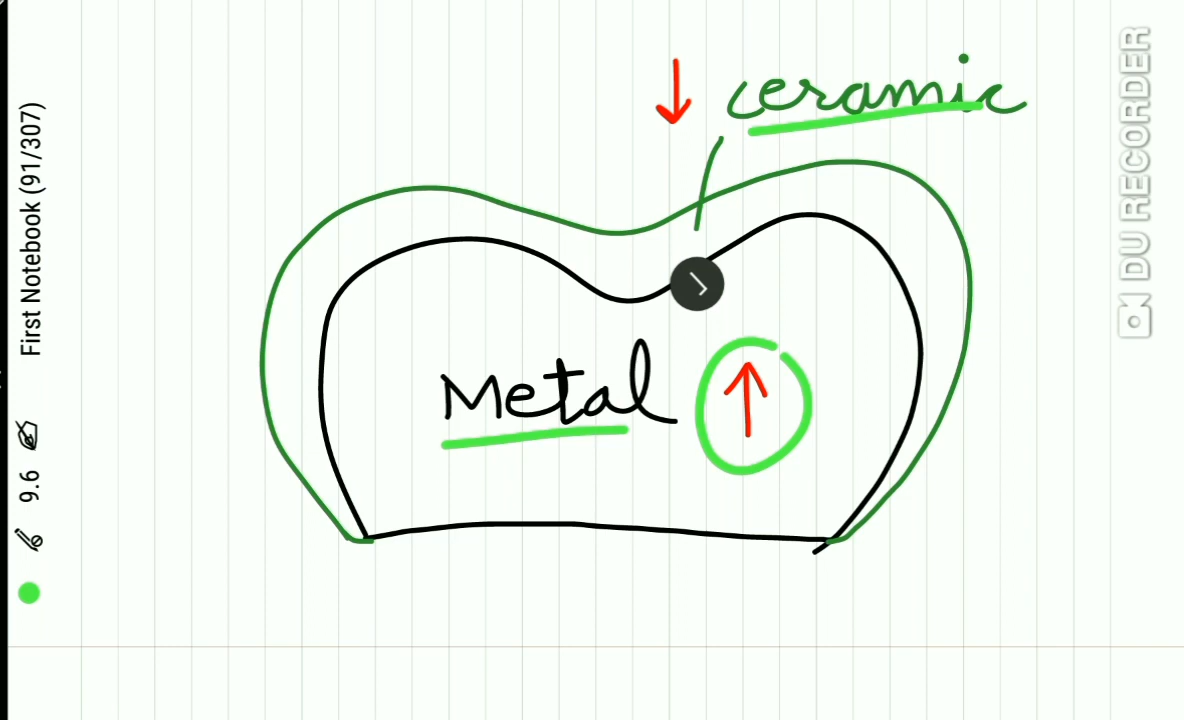 ceramic
Metal
First Notebook (91/307)
9.6
DU RECORDER